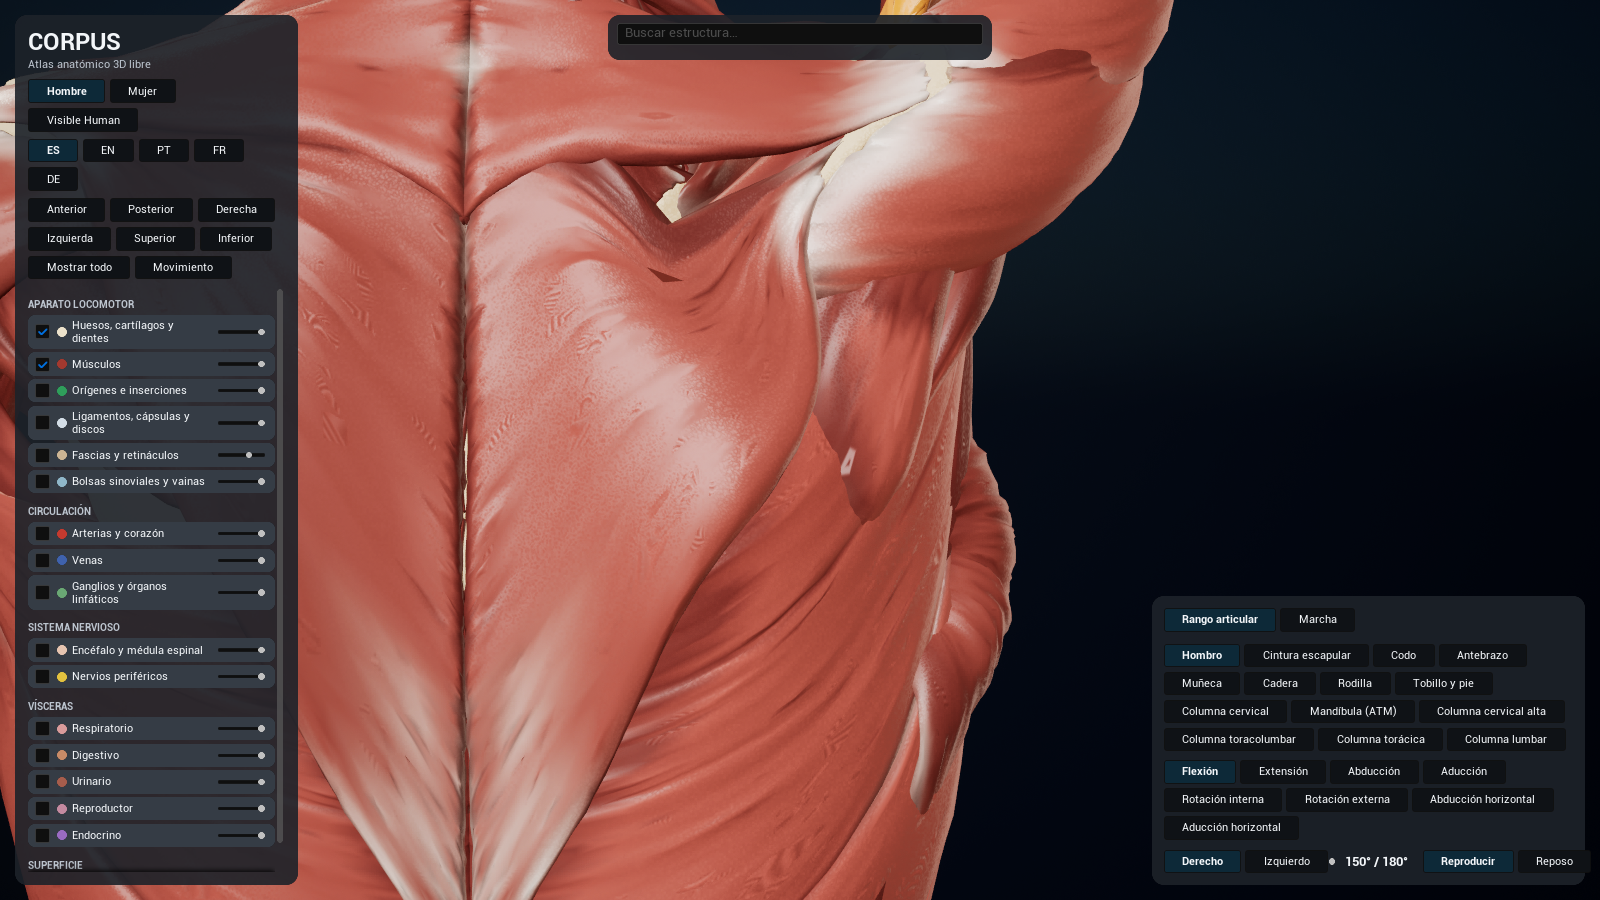 CORPUS
Atlas anatómico 3D libre
Hombre Mujer
Visible Human
ES EN PT FR
DE
Anterior Posterior Derecha
Izquierda Superior Inferior
Mostrar todo Movimiento
APARATO LOCOMOTOR
Huesos, cartílagos y
dientes
Músculos
Orígenes e inserciones
Ligamentos, cápsulas y
discos
Fascias y retináculos
Bolsas sinoviales y vainas
CIRCULACIÓN
Arterias y corazón
Venas
Ganglios y órganos
linfáticos
SISTEMA NERVIOSO
Encéfalo y médula espinal
Nervios periféricos
VÍSCERAS
Respiratorio
Digestivo
Urinario
Reproductor
Endocrino
SUPERFICIE
Buscar estructura...
Rango articular Marcha
Hombro Cintura escapular Codo Antebrazo
Muñeca Cadera Rodilla Tobillo y pie
Columna cervical Mandíbula (ATM) Columna cervical alta
Columna toracolumbar Columna torácica Columna lumbar
Flexión Extensión Abducción Aducción
Rotación interna Rotación externa Abducción horizontal
Aducción horizontal
Derecho Izquierdo 150° / 180° Reproducir Reposo